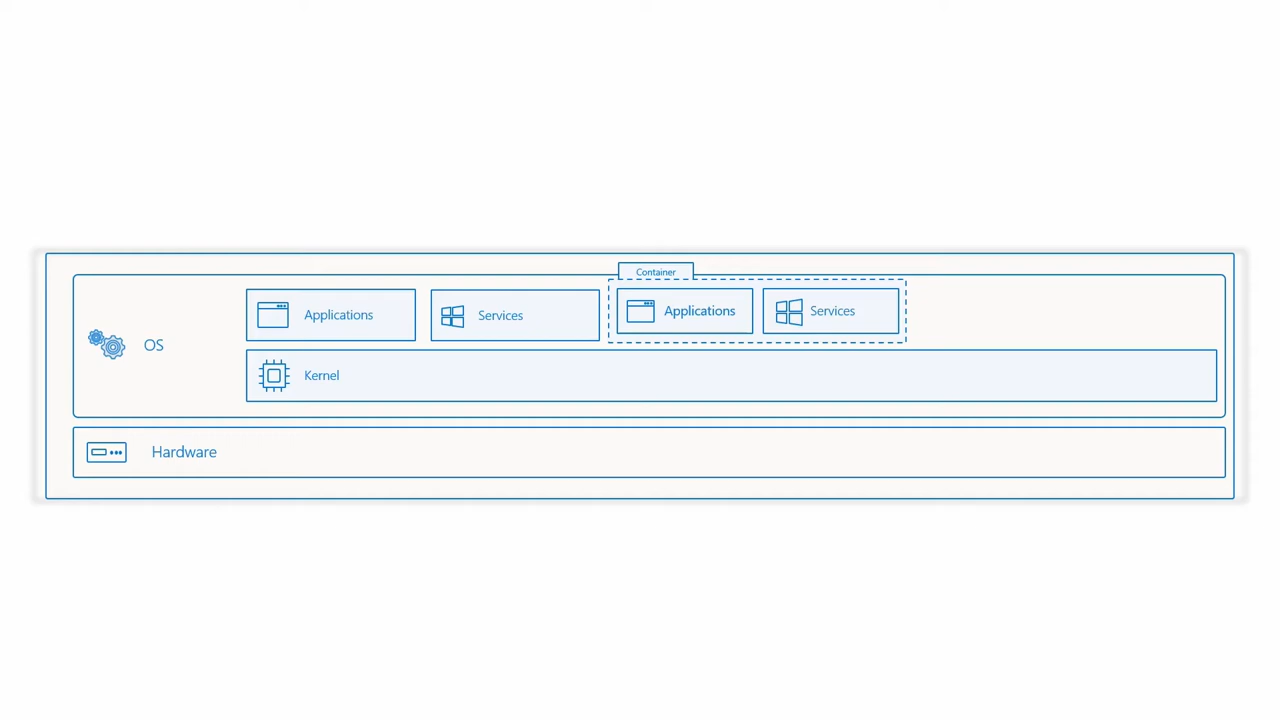 Container
Applications
Services
Applications
Services
OS
Kernel
Hardware